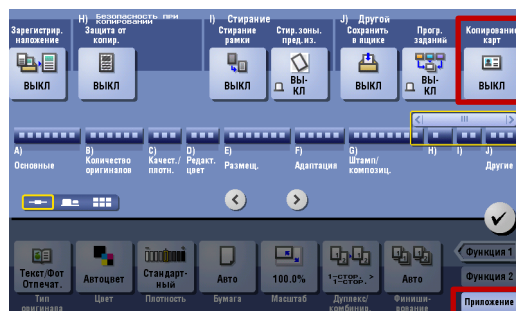 H) Безопасность при копировании
I) Стирание
J) Другой
Зарегистрир. наложение
Защита от копир.
Стирание рамки
Стир.зоны. пред.из.
Сохранить в ящике
Прогр. заданий
Копирование карт
ВЫКЛ
ВЫКЛ
ВЫКЛ
ВЫ-КЛ
ВЫКЛ
ВЫ-КЛ
ВЫКЛ
A) Основные
B) Количество оригиналов
C) Качест./ плотн.
D) Редакт. цвет
E) Размещ.
F) Адаптация
G) Штамп/ композиц.
H)
I)
J) Другие
Текст/Фот Отпечат.
Автоцвет
Стандарт-ный
Авто
100.0%
1-СТОР. > 1-СТОР.
Авто
Функция 1
Функция 2
Тип оригинала
Цвет
Плотность
Бумага
Масштаб
Дуплекс/ комбиния.
Финиши-рование
Приложение